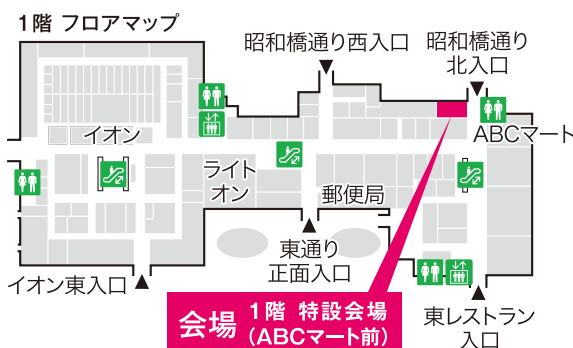 1階 フロアマップ
昭和橋通り西入口
昭和橋通り
北入口
イオン
ABCマート
ライト
オン
郵便局
東通り
正面入口
イオン東入口
会場
1階 特設会場
(ABCマート前)
東レストラン
入口